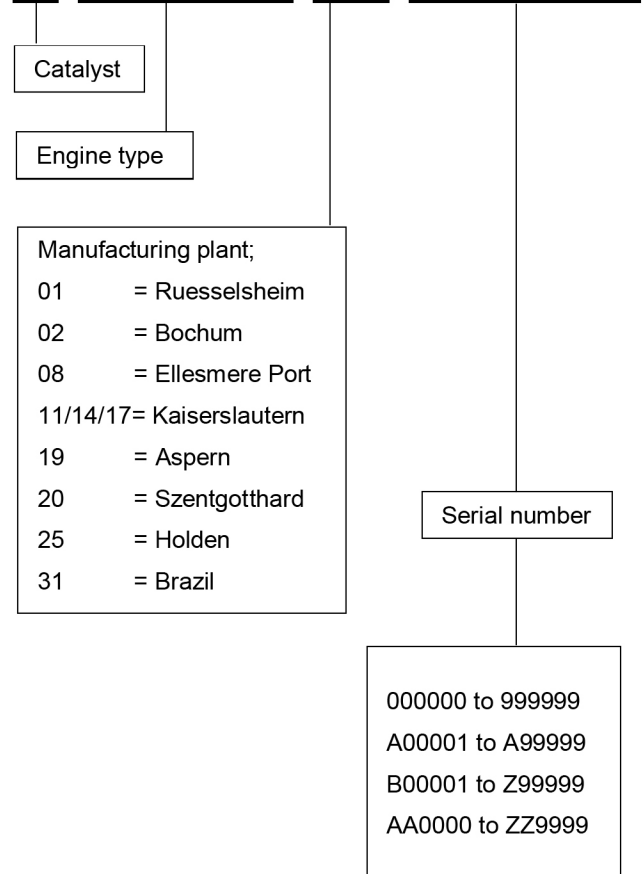 Catalyst
Engine type
Manufacturing plant;
01 = Ruesselsheim
02 = Bochum
08 = Ellesmere Port
11/14/17= Kaiserslautern
19 = Aspern
20 = Szentgotthard
25 = Holden
31 = Brazil
Serial number
000000 to 999999
A00001 to A99999
B00001 to Z99999
AA0000 to ZZ9999